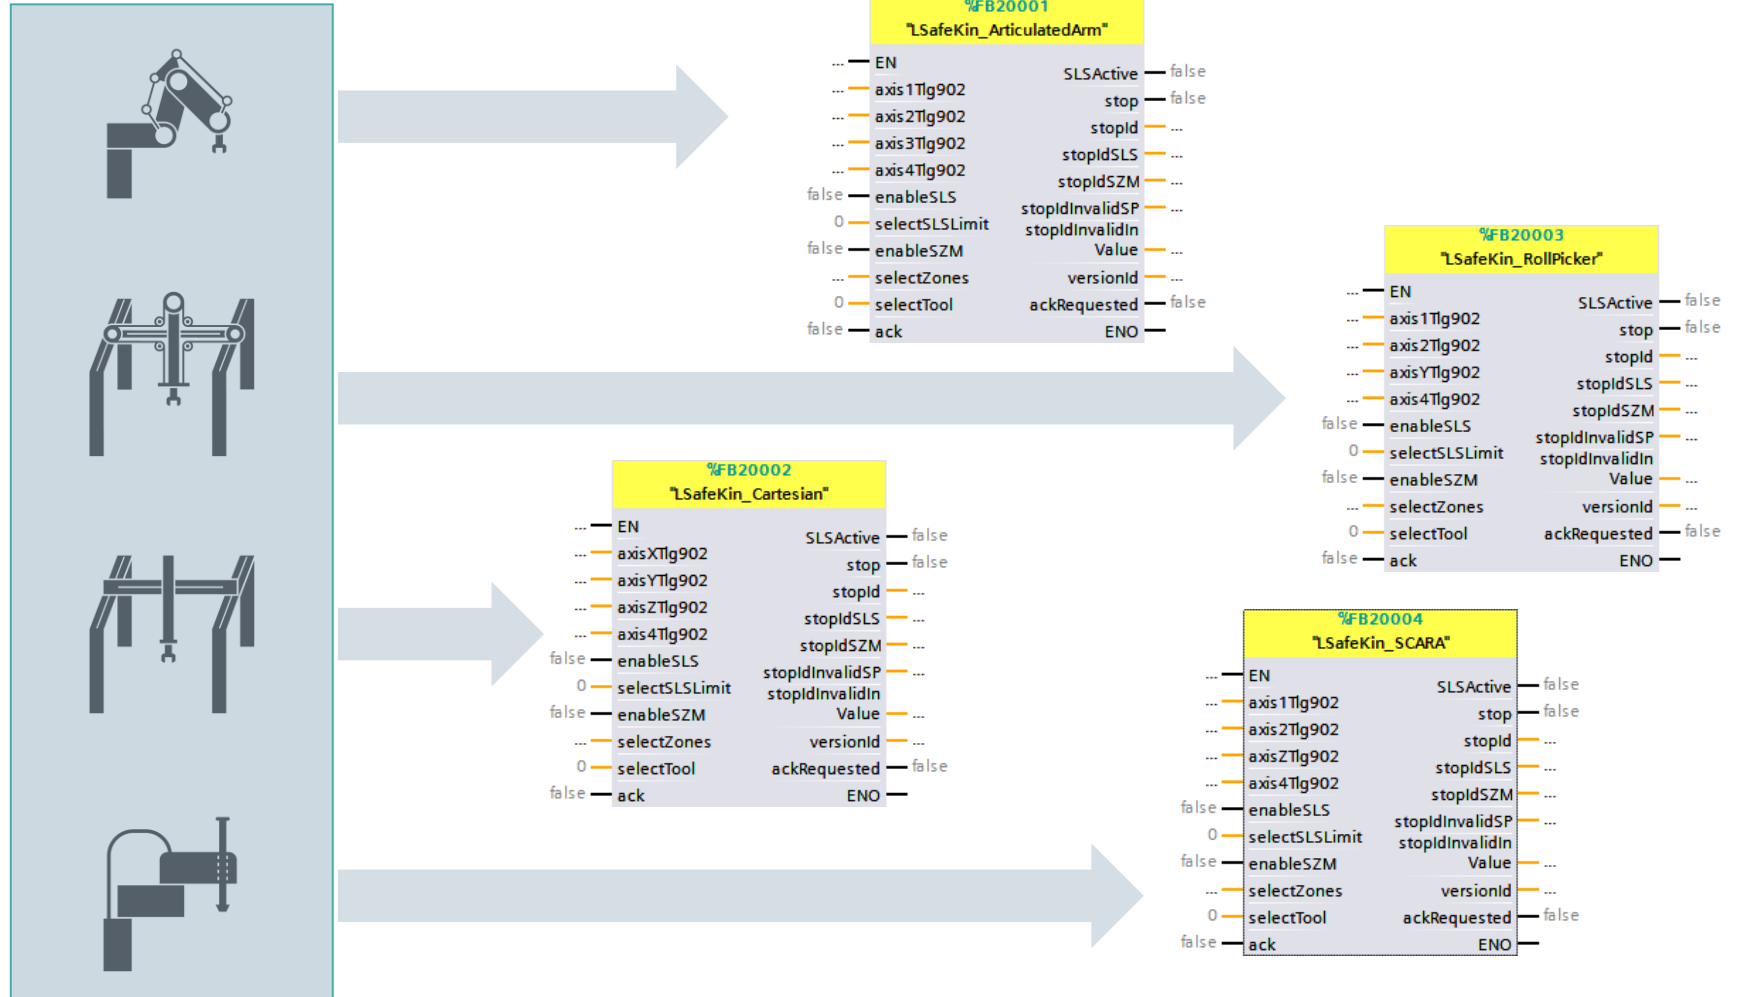 %FB20001
"LSafeKin_ArticulatedArm"
... EN
SLSActive false
... axis1Tlg902
stop false
... axis2Tlg902
stopId ...
... axis3Tlg902
stopIdSLS ...
... axis4Tlg902
stopIdSZM ...
false enableSLS
stopIdInvalidSP ...
0 selectSLSLimit
stopIdInvalidIn
false enableSZM
Value ...
... selectZones
versionId ...
0 selectTool
ackRequested false
false ack
ENO
%FB20003
"LSafeKin_RollPicker"
... EN
SLSActive false
... axis1Tlg902
stop false
... axis2Tlg902
stopId ...
... axisYTlg902
stopIdSLS ...
... axis4Tlg902
stopIdSZM ...
false enableSLS
stopIdInvalidSP ...
0 selectSLSLimit
stopIdInvalidIn
false enableSZM
Value ...
... selectZones
versionId ...
0 selectTool
ackRequested false
false ack
ENO
%FB20002
"LSafeKin_Cartesian"
... EN
SLSActive false
... axisXTlg902
stop false
... axisYTlg902
stopId ...
... axisZTlg902
stopIdSLS ...
... axis4Tlg902
stopIdSZM ...
false enableSLS
stopIdInvalidSP ...
0 selectSLSLimit
stopIdInvalidIn
false enableSZM
Value ...
... selectZones
versionId ...
0 selectTool
ackRequested false
false ack
ENO
%FB20004
"LSafeKin_SCARA"
... EN
SLSActive false
... axis1Tlg902
stop false
... axis2Tlg902
stopId ...
... axisZTlg902
stopIdSLS ...
... axis4Tlg902
stopIdSZM ...
false enableSLS
stopIdInvalidSP ...
0 selectSLSLimit
stopIdInvalidIn
false enableSZM
Value ...
... selectZones
versionId ...
0 selectTool
ackRequested false
false ack
ENO